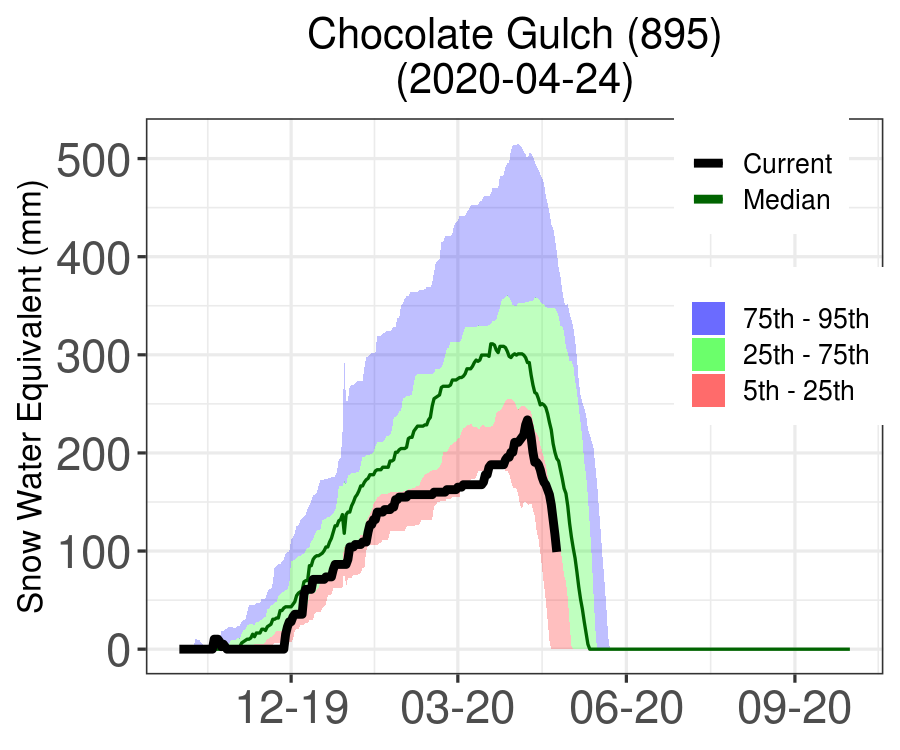 Chocolate Gulch (895)
(2020-04-24)
Snow Water Equivalent (mm)
500
400
300
200
100
0
12-19
03-20
06-20
09-20
Current
Median
75th - 95th
25th - 75th
5th - 25th